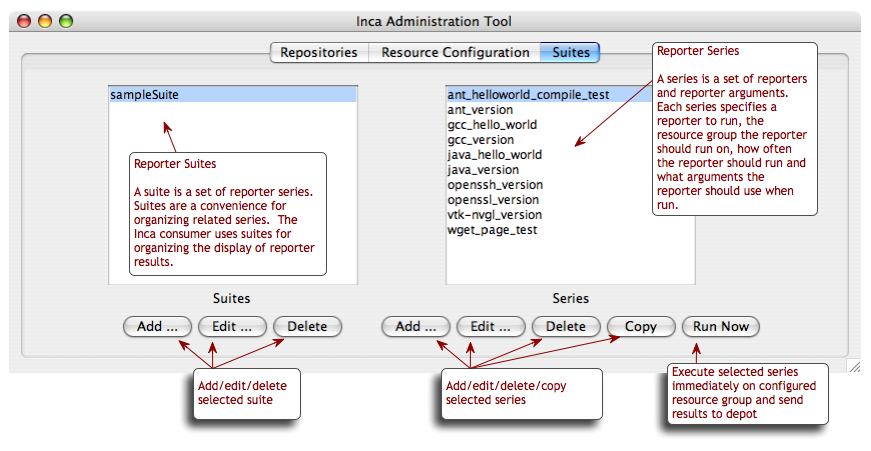 Inca Administration Tool
Repositories
Resource Configuration
Suites
sampleSuite
Reporter Suites
A suite is a set of reporter series.
Suites are a convenience for
organizing related series. The
Inca consumer uses suites for
organizing the display of reporter
results.
Suites
Add ...
Edit ...
Delete
Add/edit/delete
selected suite
ant_helloworld_compile_test
ant_version
gcc_hello_world
gcc_version
java_hello_world
java_version
openssh_version
openssl_version
vtk-nvgl_version
wget_page_test
Reporter Series
A series is a set of reporters
and reporter arguments.
Each series specifies a
reporter to run, the
resource group the reporter
should run on, how often
the reporter should run and
what arguments the
reporter should use when
run.
Series
Add ...
Edit ...
Delete
Copy
Run Now
Add/edit/delete/copy
selected series
Execute selected series
immediately on configured
resource group and send
results to depot